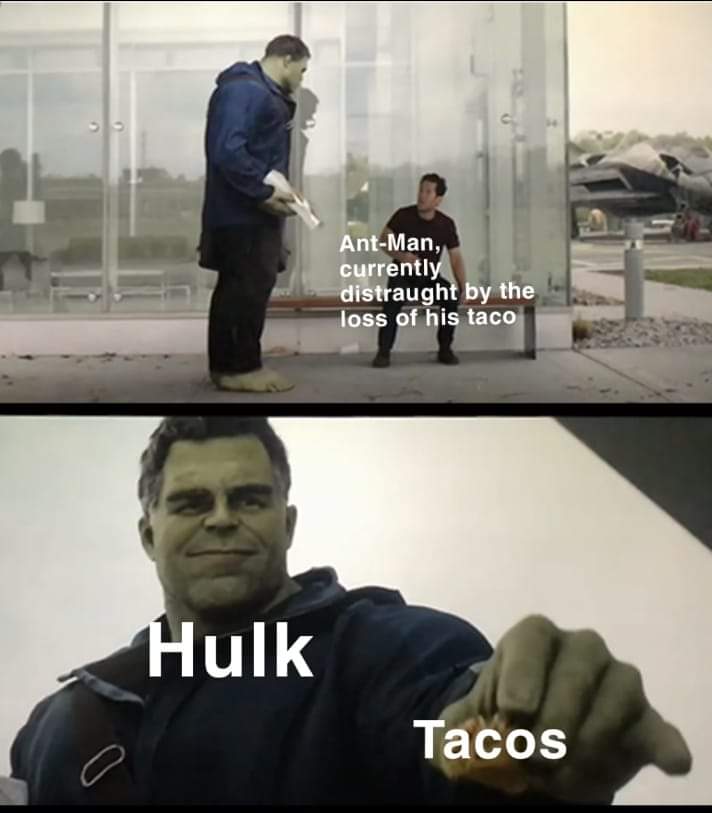 Ant-Man,
currently
distraught by the
loss of his taco
Hulk
Tacos